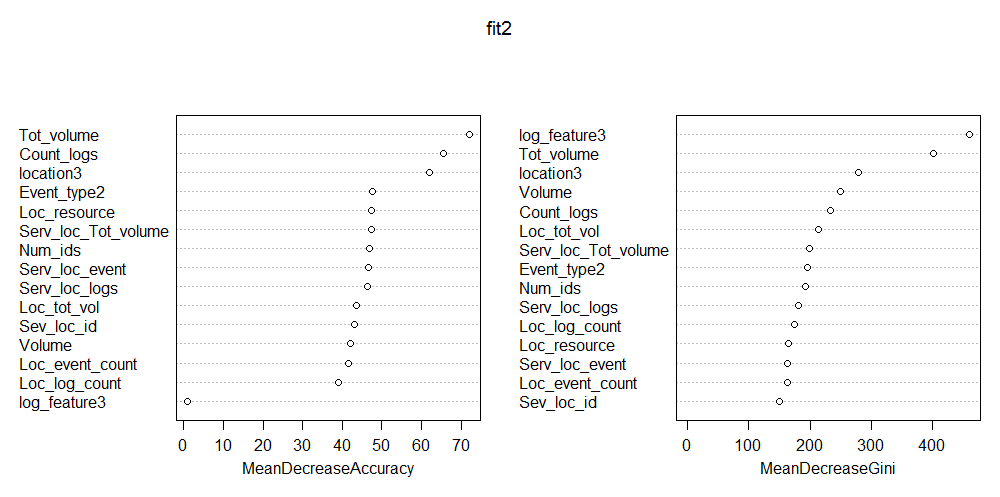 fit2
Tot_volume
Count_logs
location3
Event_type2
Loc_resource
Serv_loc_Tot_volume
Num_ids
Serv_loc_event
Serv_loc_logs
Loc_tot_vol
Sev_loc_id
Volume
Loc_event_count
Loc_log_count
log_feature3
0 10 20 30 40 50 60 70
MeanDecreaseAccuracy
log_feature3
Tot_volume
location3
Volume
Count_logs
Loc_tot_vol
Serv_loc_Tot_volume
Event_type2
Num_ids
Serv_loc_logs
Loc_log_count
Loc_resource
Serv_loc_event
Loc_event_count
Sev_loc_id
0 100 200 300 400
MeanDecreaseGini